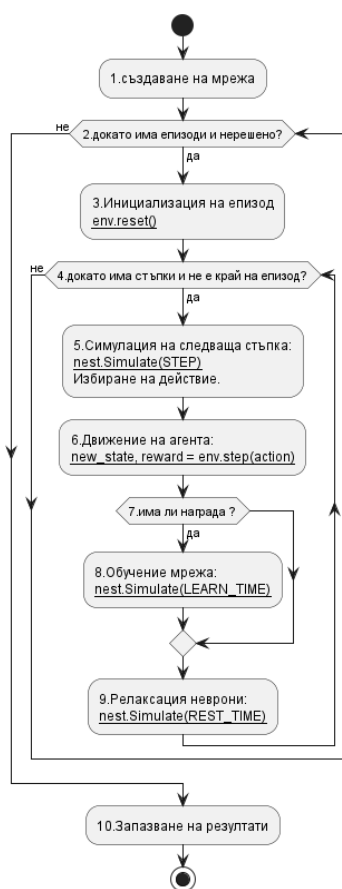 1.създаване на мрежа
не
2.докато има епизоди и нерешено?
да
3.Инициализация на епизод
env.reset()
не
4.докато има стъпки и не е край на епизод?
да
5.Симулация на следваща стъпка:
nest.Simulate(STEP)
Избиране на действие.
6.Движение на агента:
new_state, reward = env.step(action)
7.има ли награда ?
да
8.Обучение мрежа:
nest.Simulate(LEARN_TIME)
9.Релаксация неврони:
nest.Simulate(REST_TIME)
10.Запазване на резултати